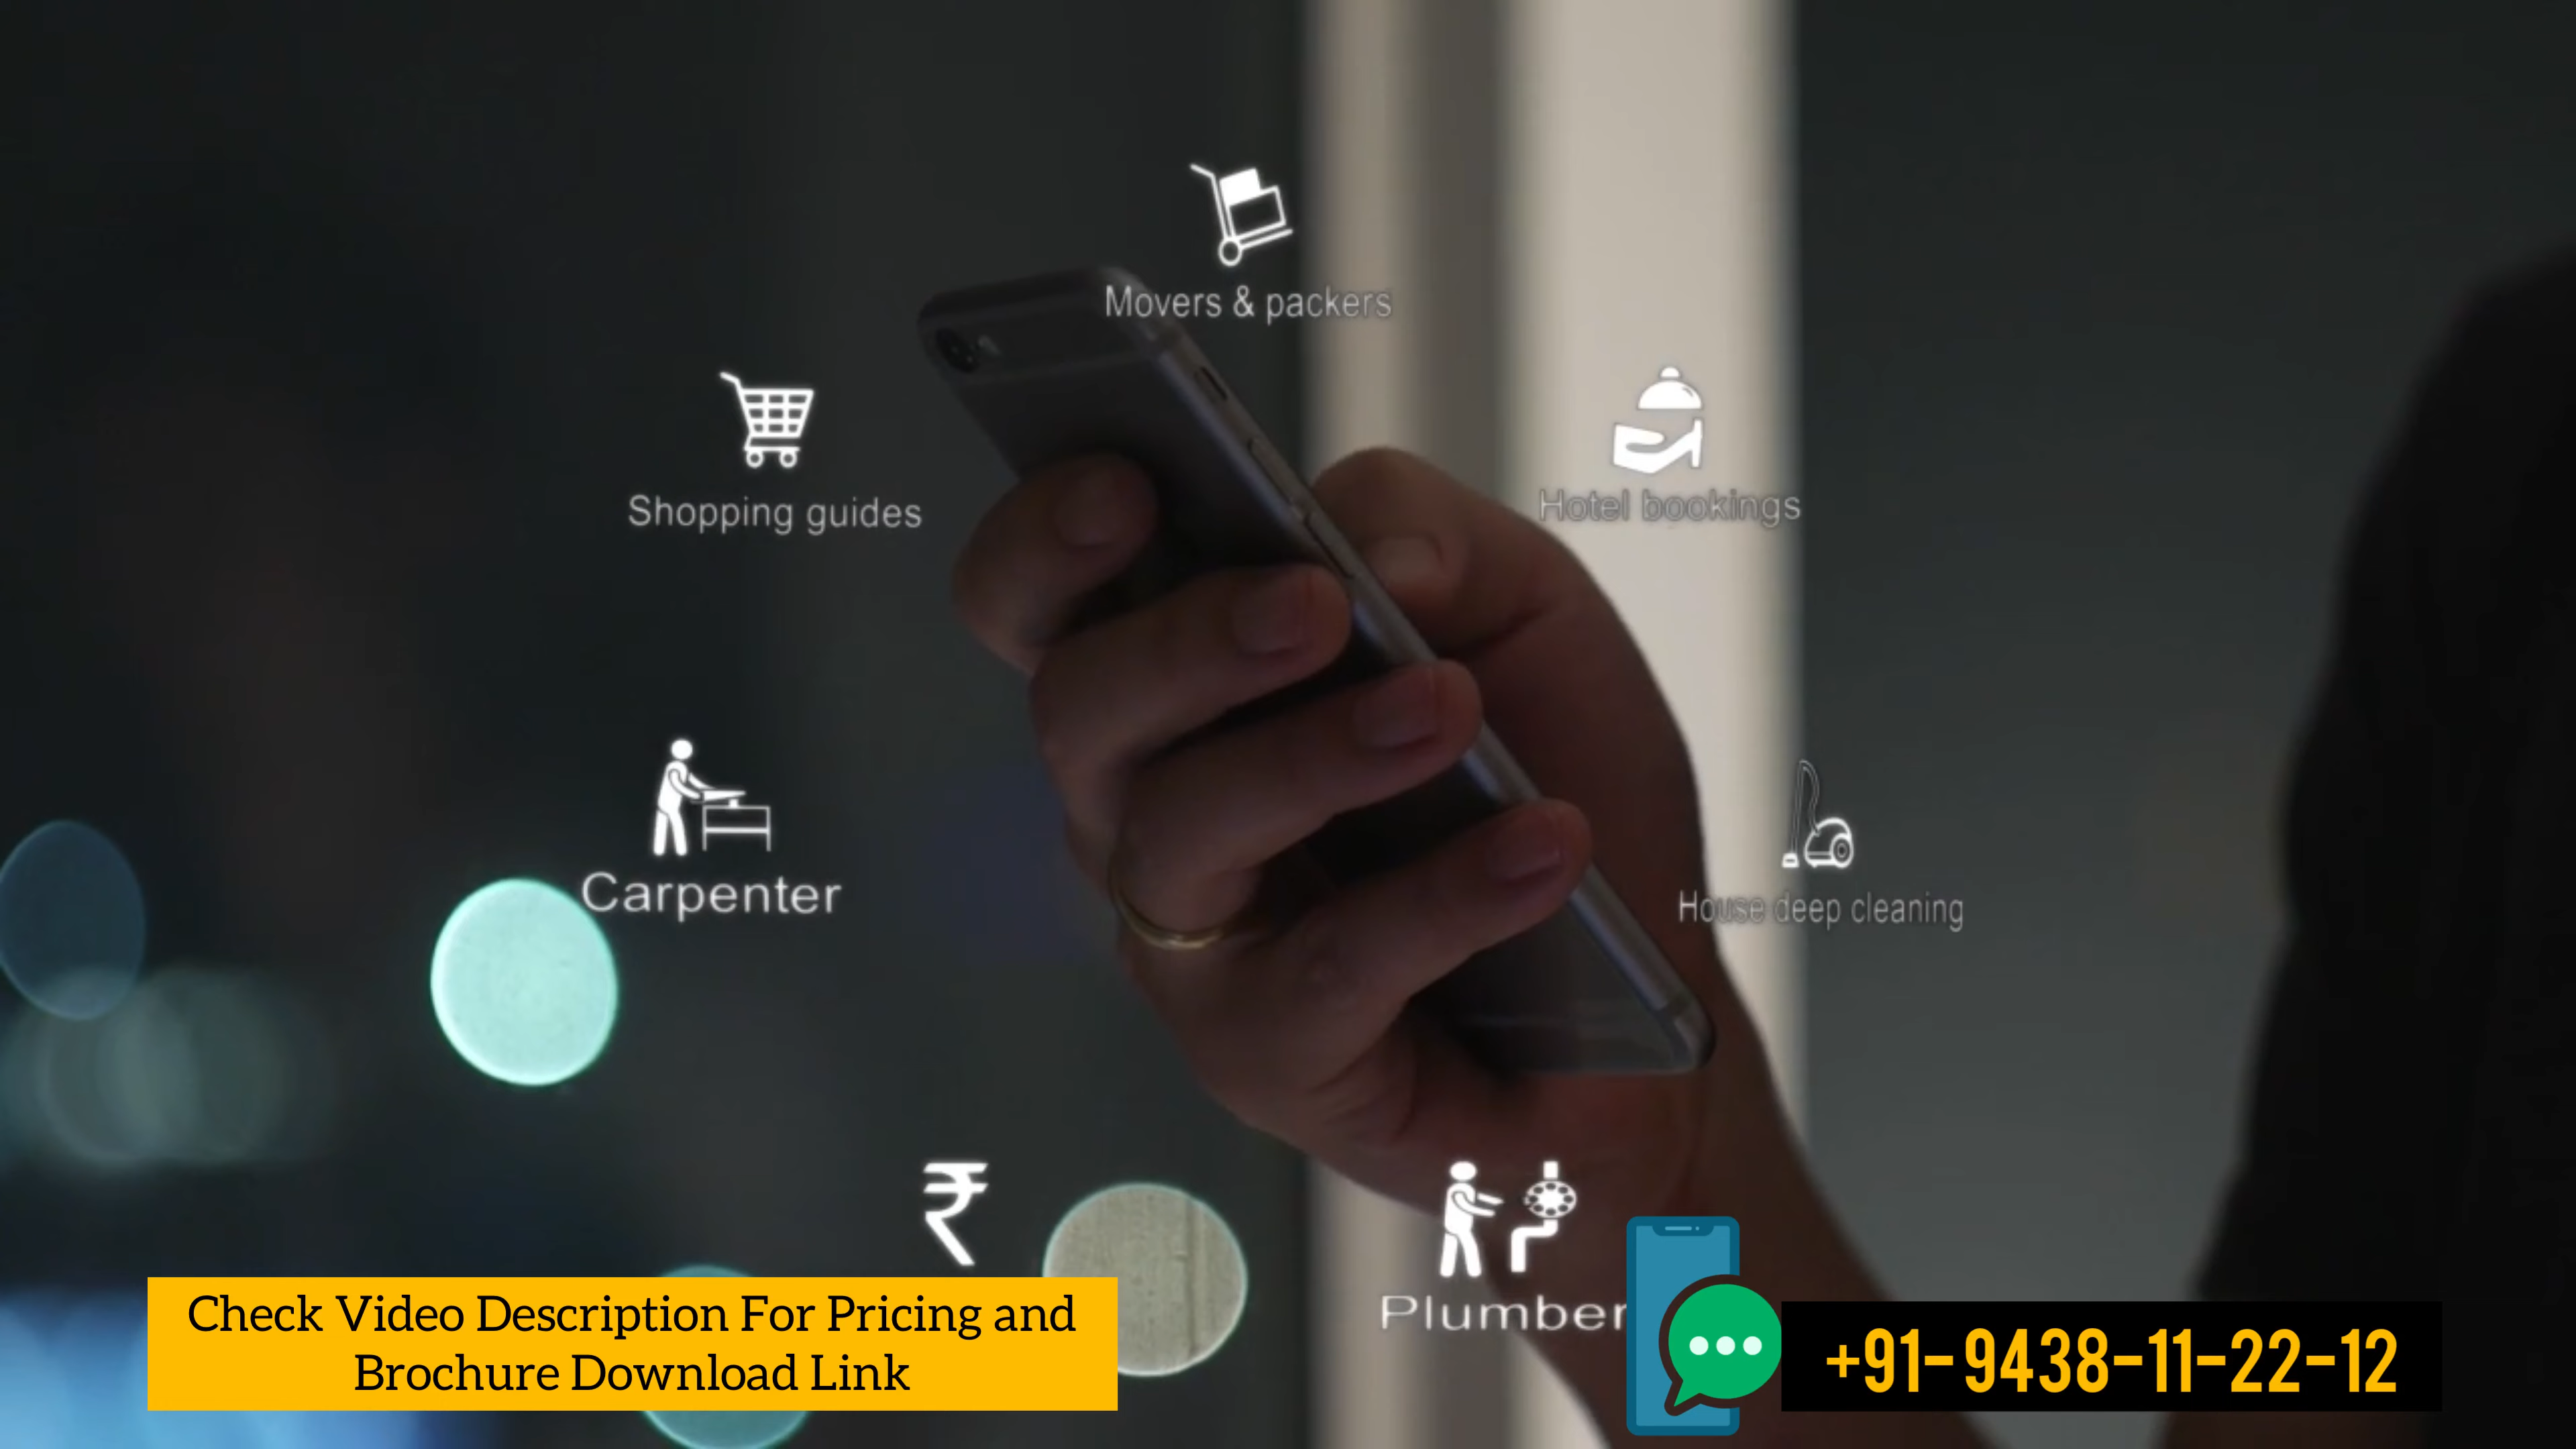 Movers & packers
Shopping guides
Hotel bookings
Carpenter
House deep cleaning
₹
Plumber
Check Video Description For Pricing and
Brochure Download Link
+91-9438-11-22-12